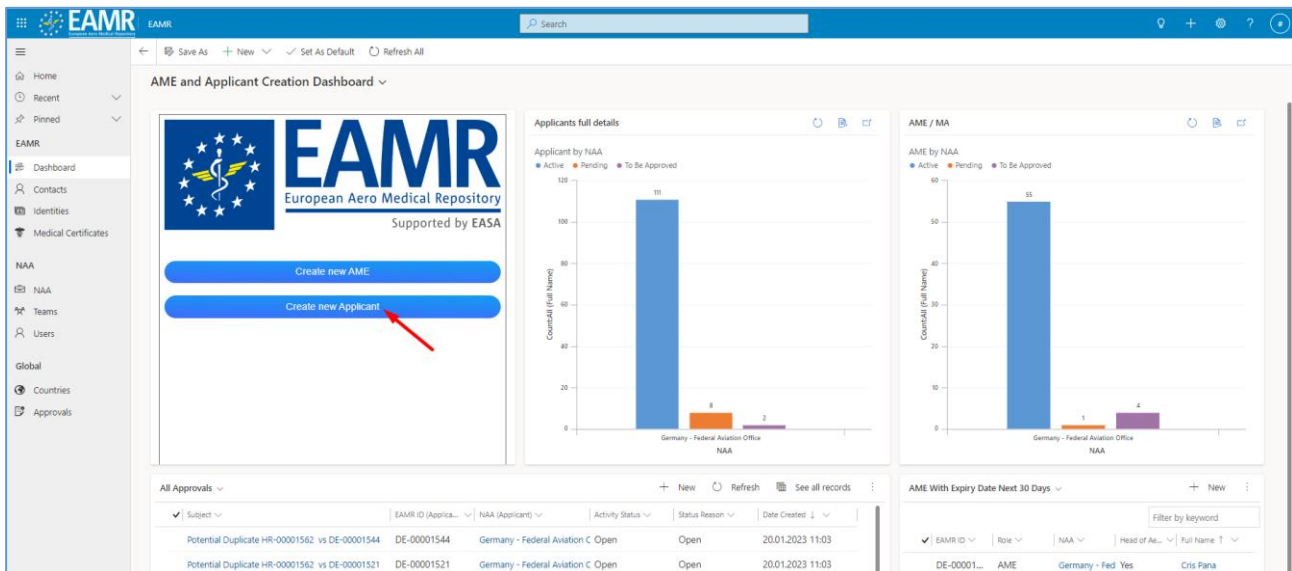 EAMR
European Aero Medical Repository
EAMR
Search
?
#
Save As
New
Set As Default
Refresh All
Home
Recent
Pinned
EAMR
Dashboard
Contacts
Identities
Medical Certificates
NAA
NAA
Teams
Users
Global
Countries
Approvals
AME and Applicant Creation Dashboard
EAMR
European Aero Medical Repository
Supported by EASA
Create new AME
Create new Applicant
Applicants full details
Applicant by NAA
Active Pending To Be Approved
Count:All (Full Name)
120
100
80
60
40
20
0
111
8
2
Germany - Federal Aviation Office
NAA
AME / MA
AME by NAA
Active Pending To Be Approved
Count:All (Full Name)
60
50
40
30
20
10
0
55
1
4
Germany - Federal Aviation Office
NAA
All Approvals
New Refresh See all records
Subject EAMR ID (Applica... NAA (Applicant) Activity Status Status Reason Date Created
Potential Duplicate HR-00001562 vs DE-00001544 DE-00001544 Germany - Federal Aviation C Open Open 20.01.2023 11:03
Potential Duplicate HR-00001562 vs DE-00001521 DE-00001521 Germany - Federal Aviation C Open Open 20.01.2023 11:03
AME With Expiry Date Next 30 Days
New
Filter by keyword
EAMR ID Role NAA Head of Ae... Full Name
DE-00001... AME Germany - Fed Yes Cris Pana